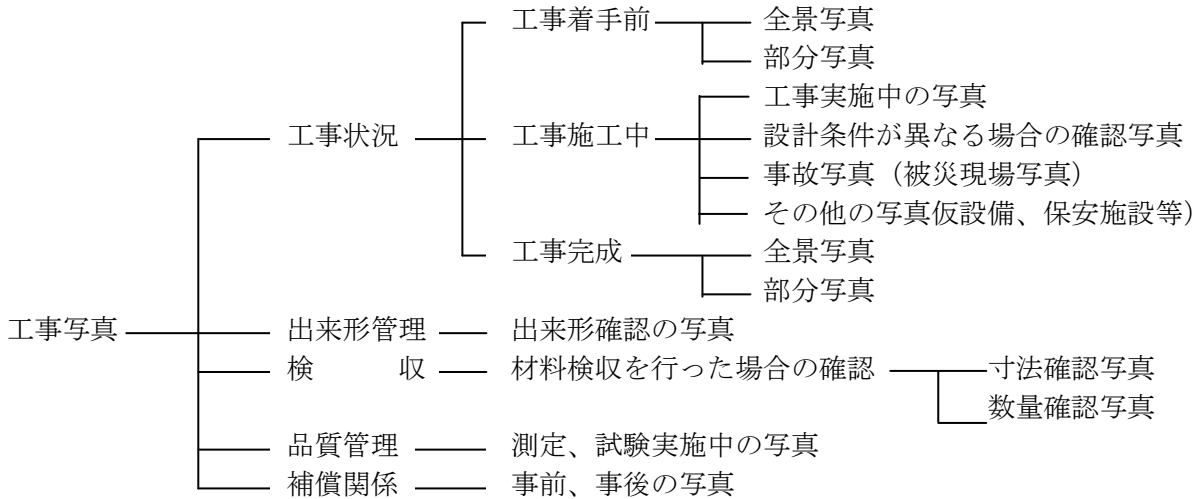 工事着手前 全景写真
部分写真
工事実施中の写真
工事状況 工事施工中 設計条件が異なる場合の確認写真
事故写真（被災現場写真）
その他の写真仮設備、保安施設等）
工事完成 全景写真
部分写真
工事写真 出来形管理 出来形確認の写真
検　　収 材料検収を行った場合の確認 寸法確認写真
数量確認写真
品質管理 測定、試験実施中の写真
補償関係 事前、事後の写真